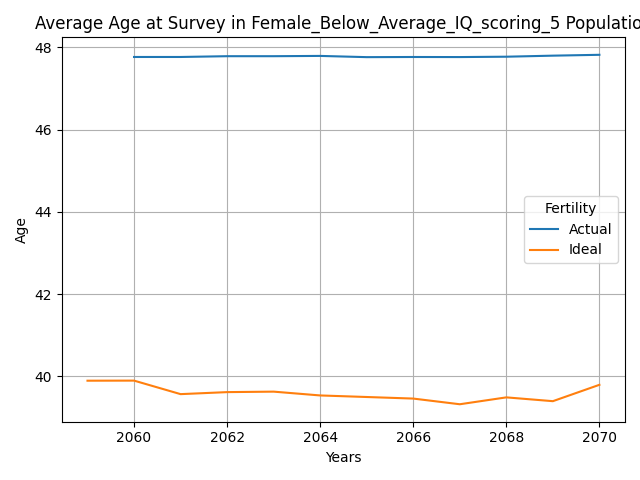 Average Age at Survey in Female_Below_Average_IQ_scoring_5 Populatio
48
46
44
42
40
Age
Fertility
Actual
Ideal
2060 2062 2064 2066 2068 2070
Years